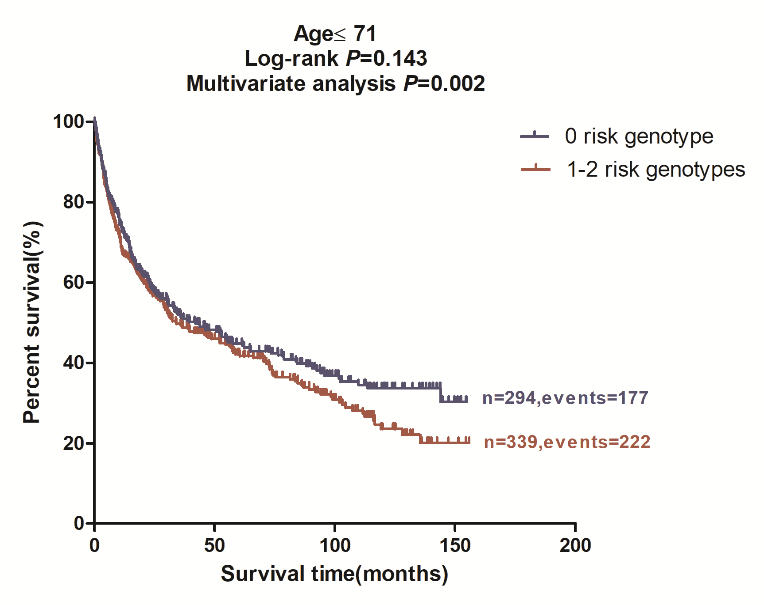 Age≤ 71
Log-rank P=0.143
Multivariate analysis P=0.002
0 risk genotype
1-2 risk genotypes
Percent survival(%)
100
80
60
40
20
0
n=294,events=177
n=339,events=222
0
50
100
150
200
Survival time(months)